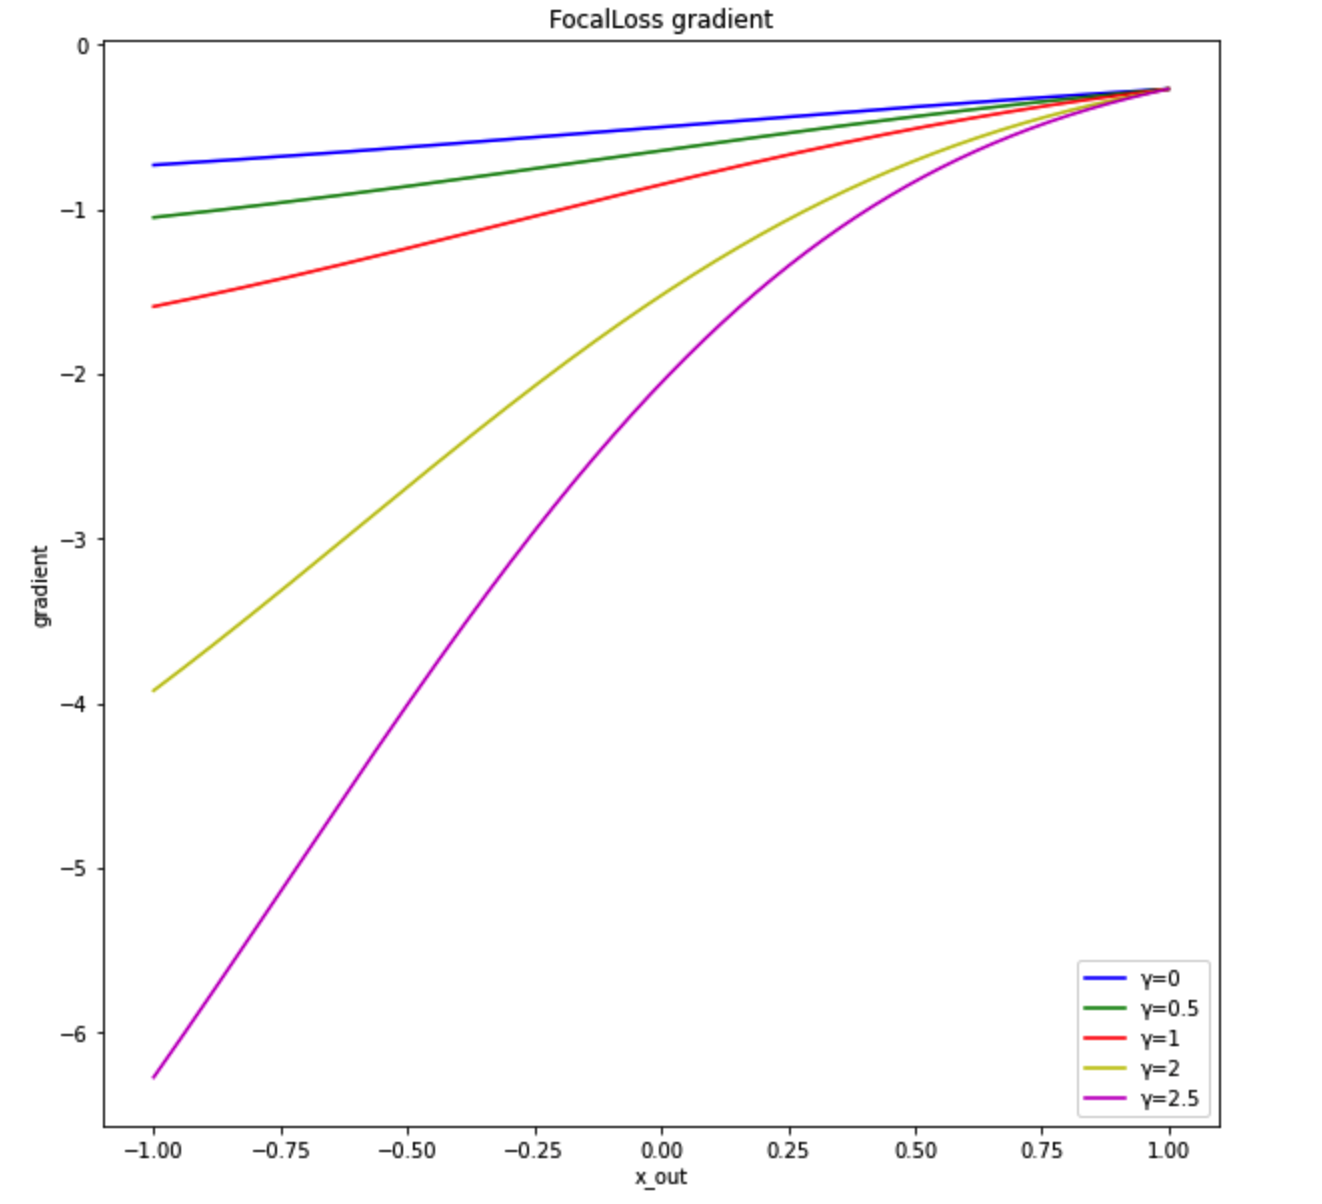 FocalLoss gradient
0
−1
−2
−3
−4
−5
−6
gradient
−1.00 −0.75 −0.50 −0.25 0.00 0.25 0.50 0.75 1.00
x_out
γ=0
γ=0.5
γ=1
γ=2
γ=2.5